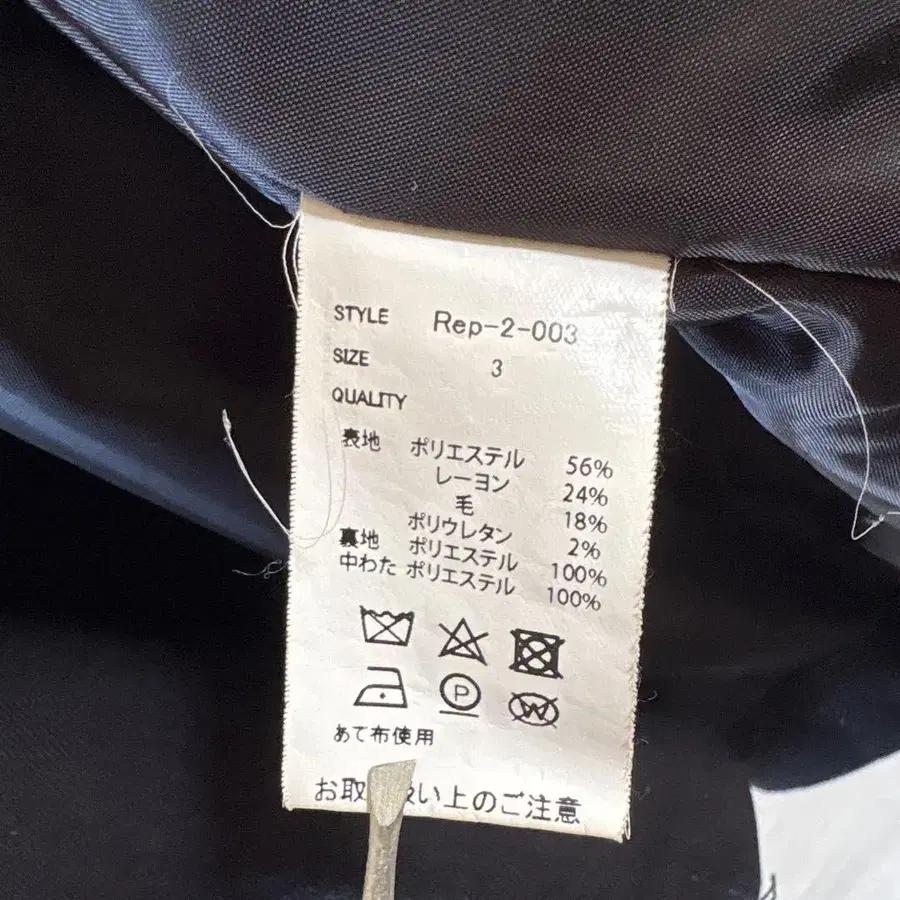 STYLE Rep-2-003
SIZE 3
QUALITY
表地 ポリエステル 56%
レーヨン 24%
毛 18%
ポリウレタン 2%
裏地 ポリエステル 100%
中わた ポリエステル 100%
P W
あて布使用
お取扱い上のご注意